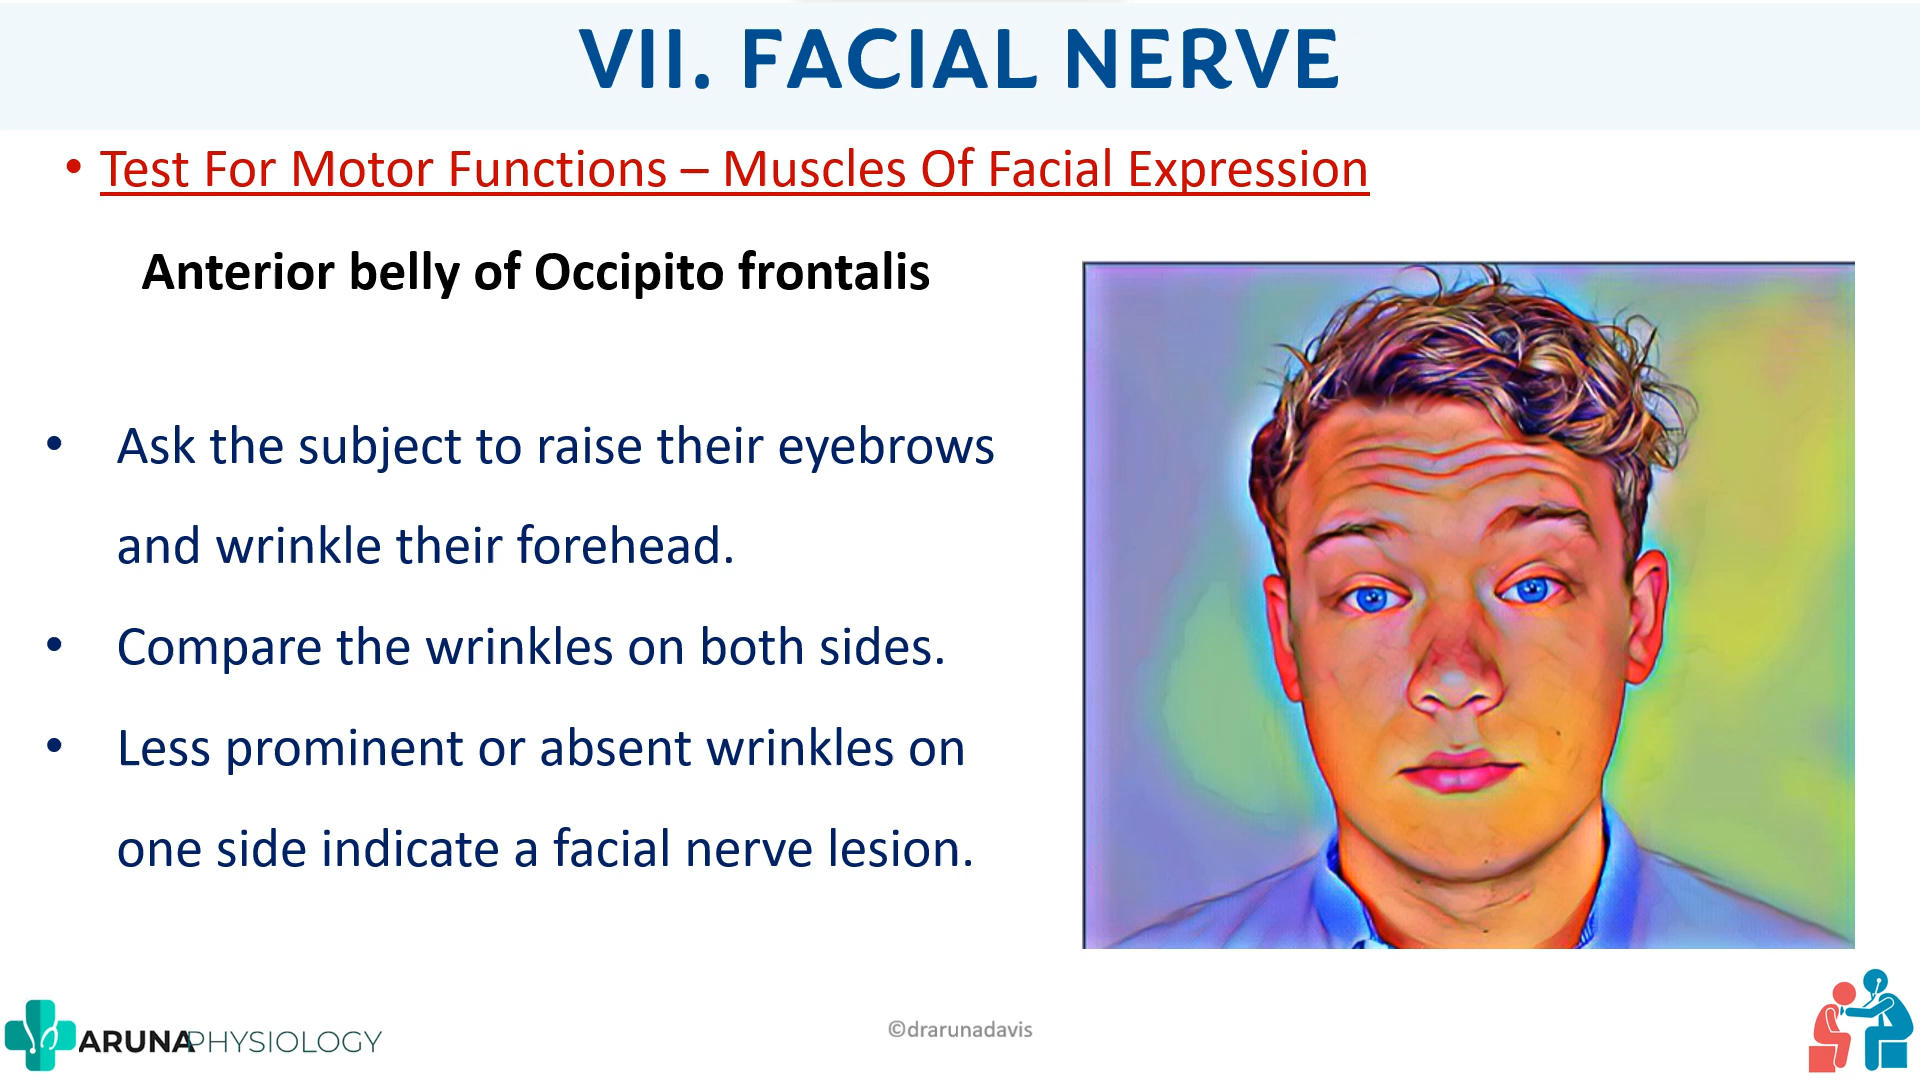 VII. FACIAL NERVE
• Test For Motor Functions – Muscles Of Facial Expression
Anterior belly of Occipito frontalis
• Ask the subject to raise their eyebrows
and wrinkle their forehead.
• Compare the wrinkles on both sides.
• Less prominent or absent wrinkles on
one side indicate a facial nerve lesion.
ARUNAPHYSIOLOGY
©drarunadavis